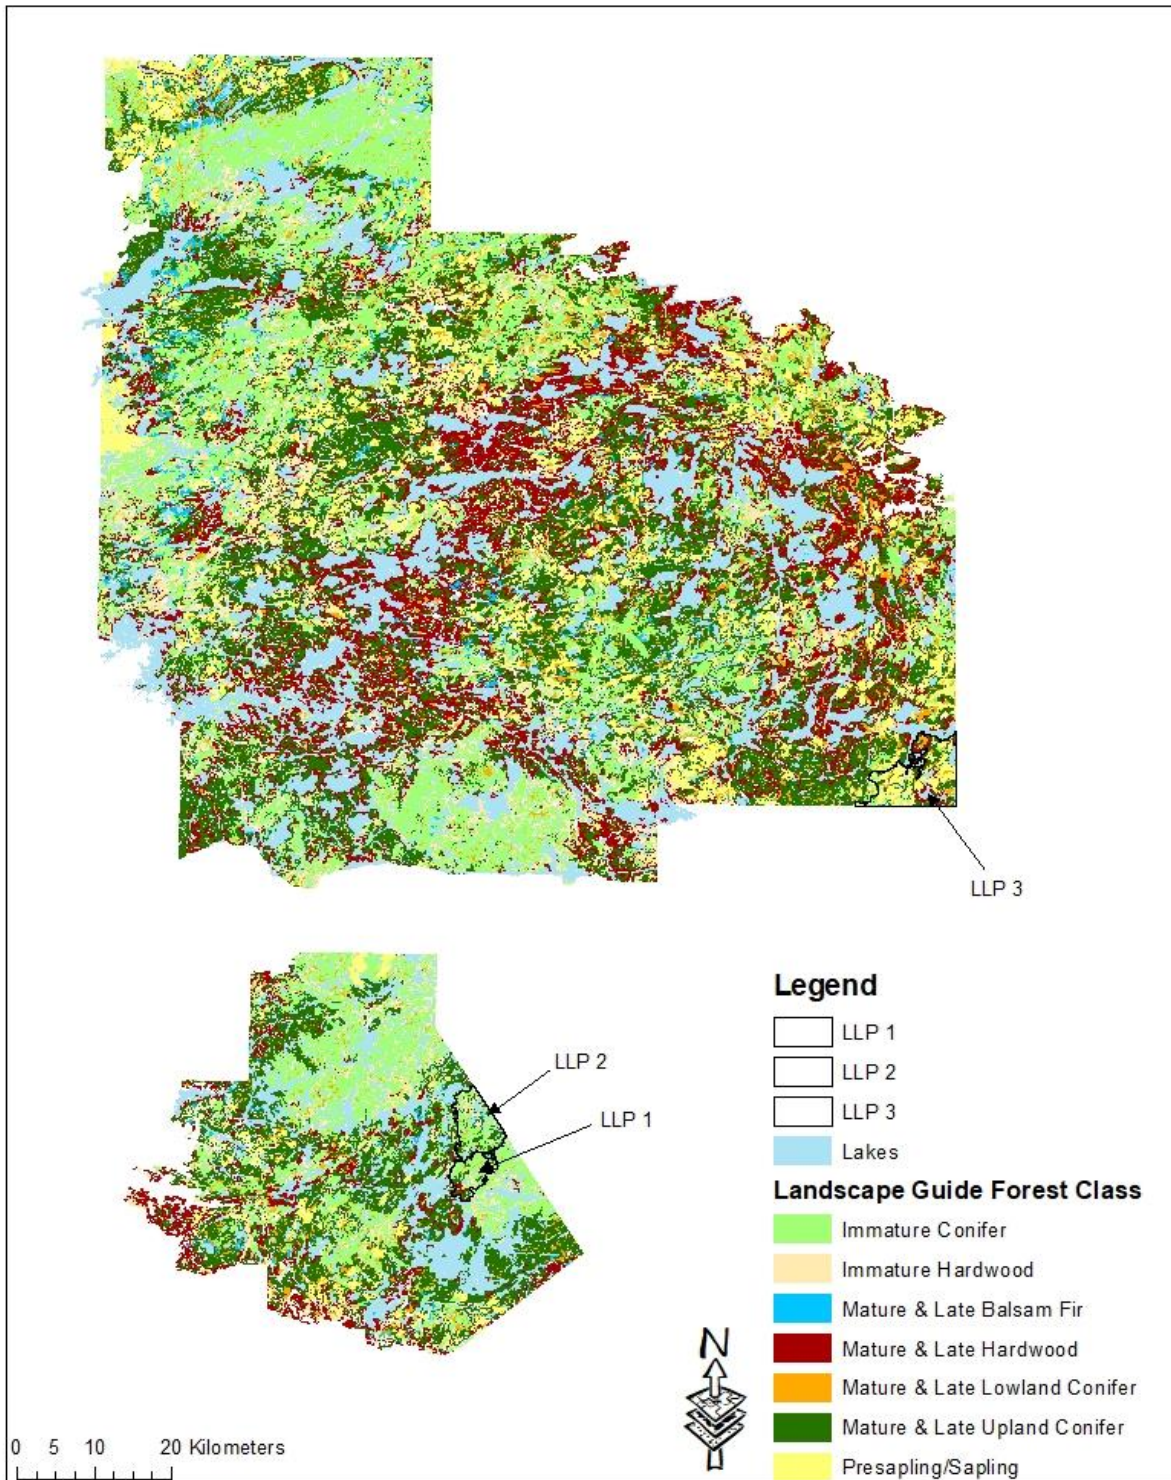 LLP 3
LLP 2
LLP 1
Legend
LLP 1
LLP 2
LLP 3
Lakes
Landscape Guide Forest Class
Immature Conifer
Immature Hardwood
Mature & Late Balsam Fir
Mature & Late Hardwood
Mature & Late Lowland Conifer
Mature & Late Upland Conifer
Presapling/Sapling
N
0 5 10 20 Kilometers